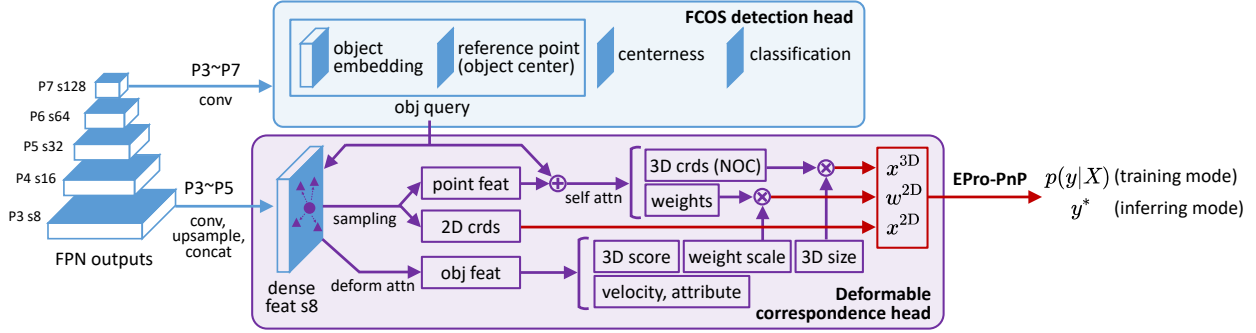 FCOS detection head
object
embedding
reference point
(object center)
centerness
classification
obj query
P3~P7
conv
P7 s128
P6 s64
P5 s32
P4 s16
P3 s8
FPN outputs
P3~P5
conv,
upsample,
concat
dense
feat s8
sampling
deform attn
point feat
2D crds
obj feat
self attn
3D crds (NOC)
weights
3D score
weight scale
3D size
velocity, attribute
x^{3D}
w^{2D}
x^{2D}
Deformable
correspondence head
EPro-PnP
p(y|X) (training mode)
y* (inferring mode)